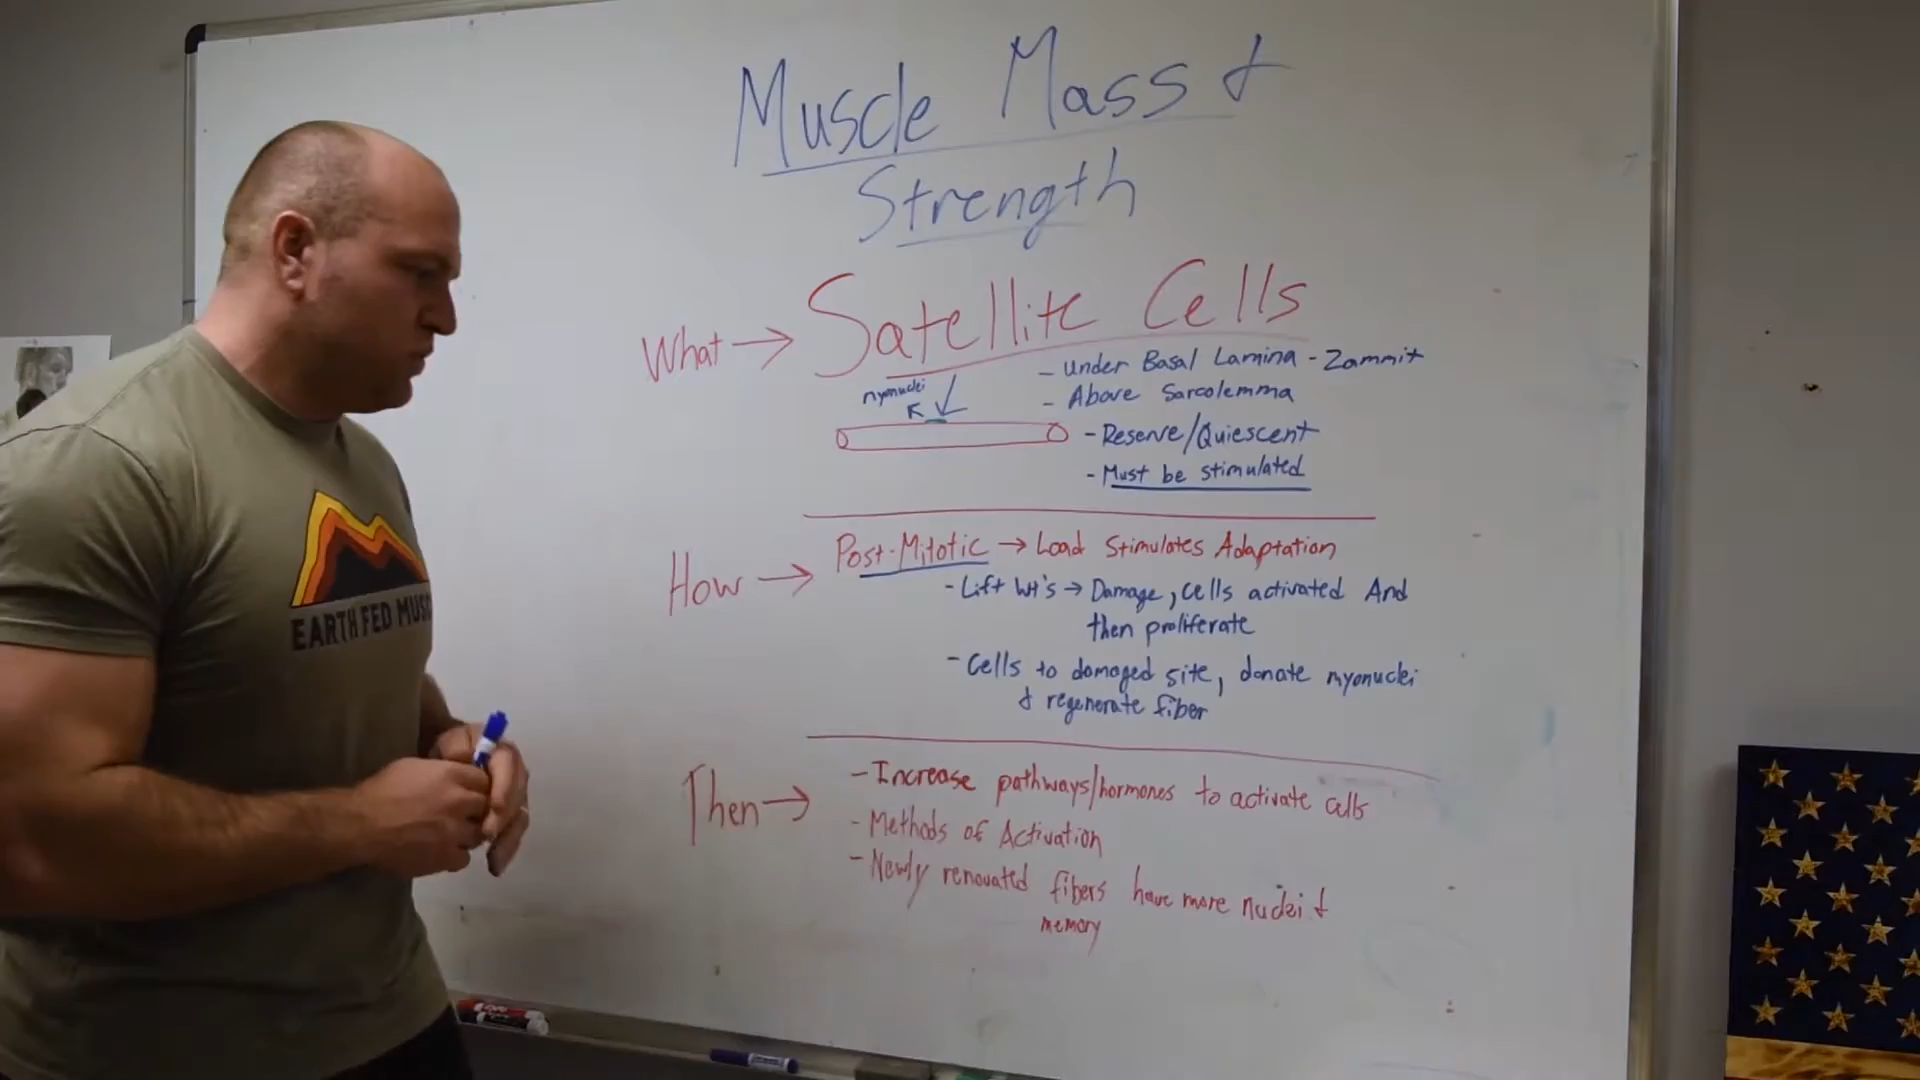 Muscle Mass &
Strength
What → Satellite Cells
- Under Basal Lamina - Zammit
myonuclei
- Above Sarcolemma
- Reserve/Quiescent
- Must be stimulated
How → Post-Mitotic → Load Stimulates Adaptation
- Lift Wt's → Damage, cells activated And
then proliferate
- Cells to damaged site, donate myonuclei
& regenerate fiber
Then → - Increase pathways/hormones to activate cells
- Methods of Activation
- Newly renovated fibers have more nuclei &
memory
EARTH FED MUSC